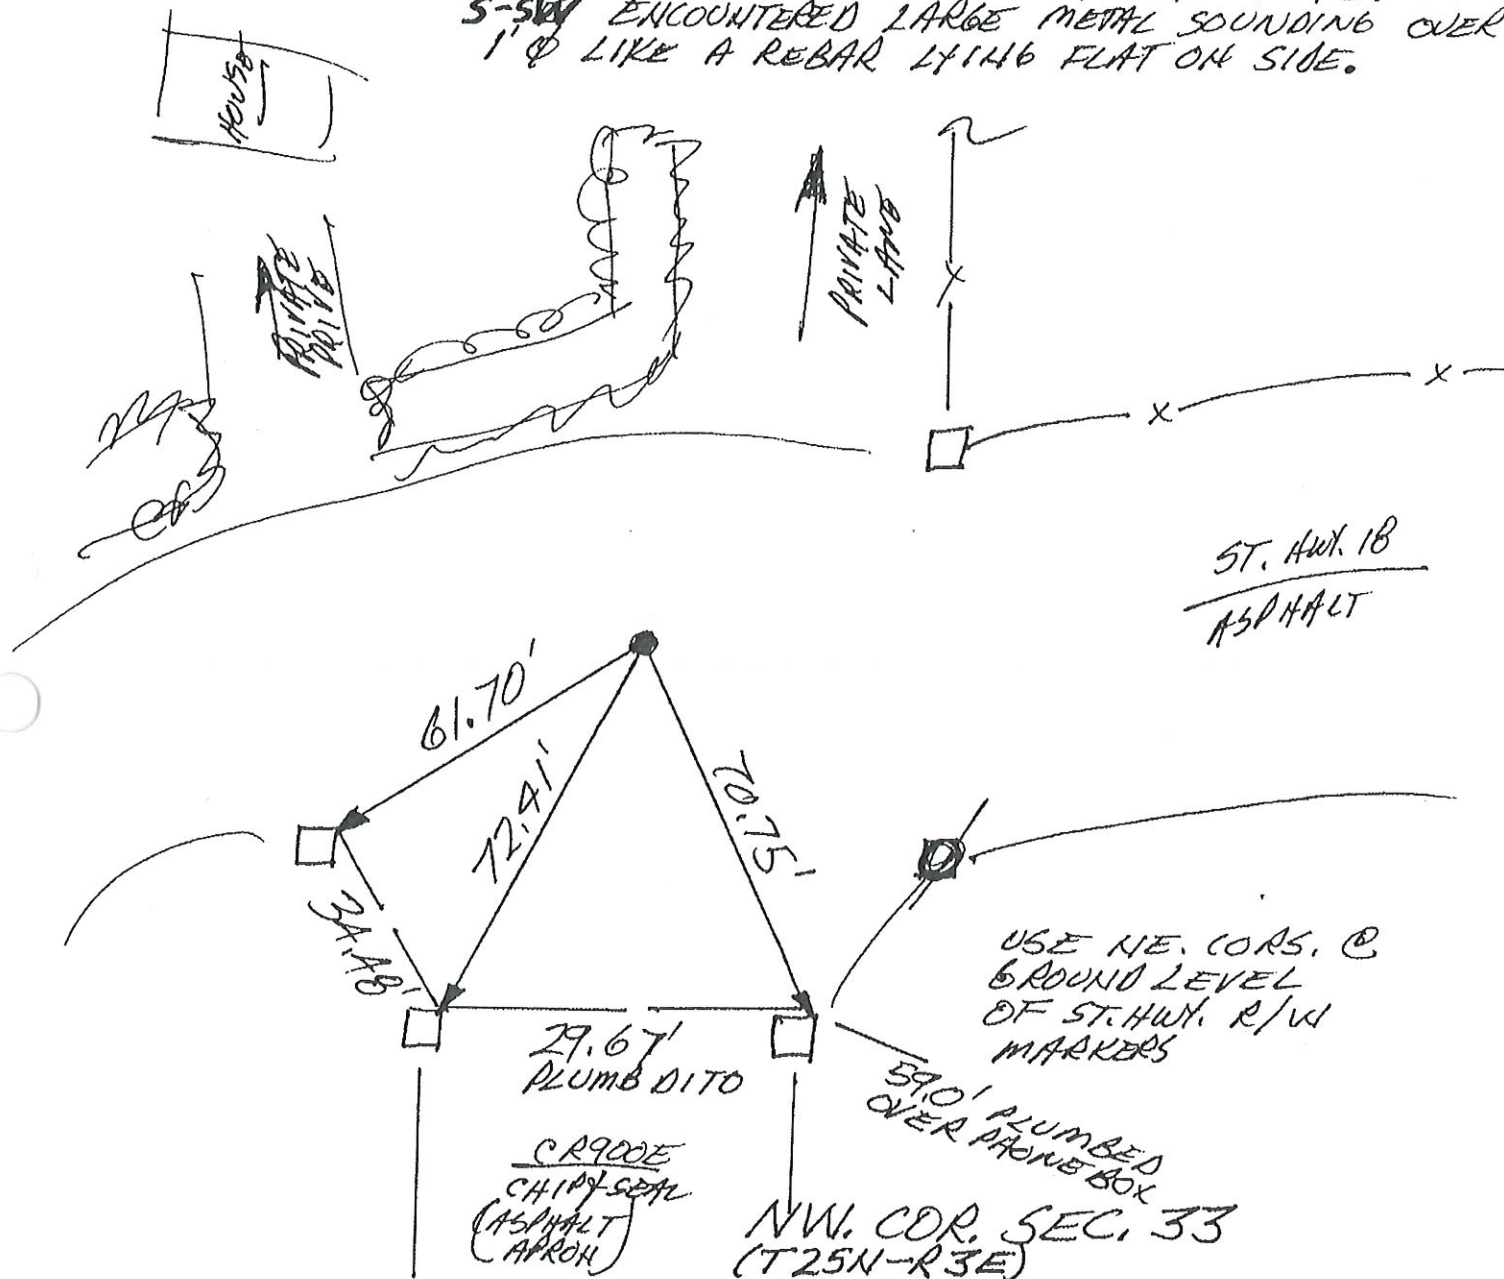 S-SW ENCOUNTERED LARGE METAL SOUNDING OVER
1' LIKE A REBAR LYING FLAT ON SIDE.
HOUSE
PRIVATE
DRIVE
PRIVATE
LANE
X
X
X
ST. HWY. 18
ASPHALT
61.70'
72.41'
70.75'
34.48'
29.67'
PLUMB DITO
USE NE. CORS. @
GROUND LEVEL
OF ST. HWY. R/W
MARKERS
59.0' PLUMBED
OVER PHONE BOX
CR900E
CHIP & SEAL
(ASPHALT
APRON)
NW. COR. SEC. 33
(T25N-R3E)